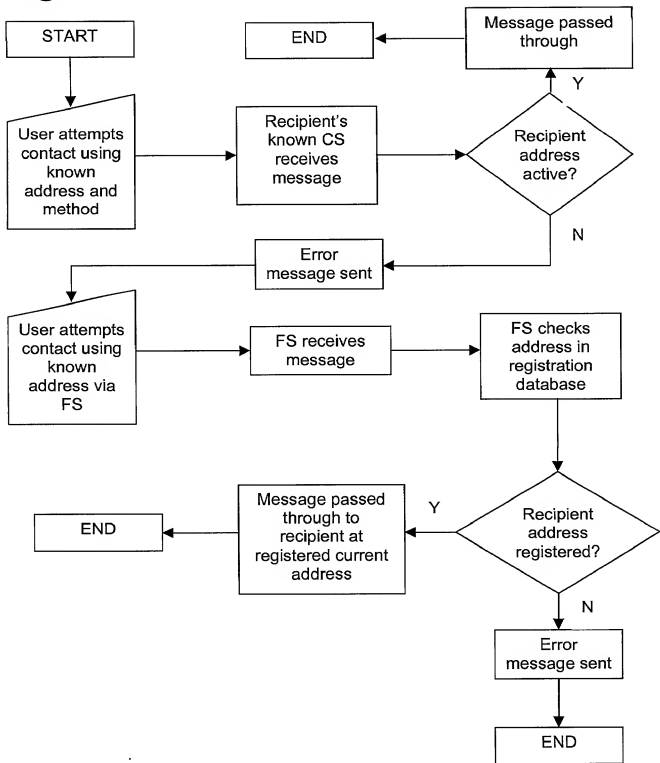 START
END
Message passed
through
Y
User attempts
contact using
known
address and
method
Recipient's
known CS
receives
message
Recipient
address
active?
N
Error
message sent
User attempts
contact using
known
address via
FS
FS receives
message
FS checks
address in
registration
database
Recipient
address
registered?
Y
Message passed
through to
recipient at
registered current
address
END
N
Error
message sent
END